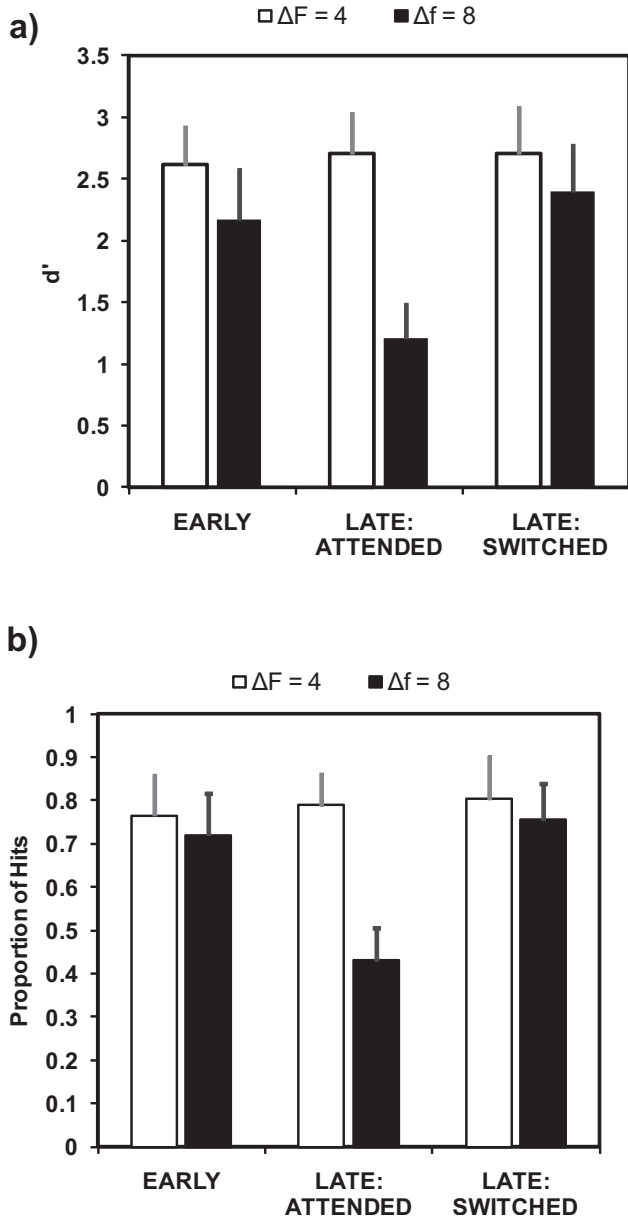 a)
ΔF = 4 Δf = 8
3.5
3
2.5
2
1.5
1
0.5
0
d'
EARLY LATE: ATTENDED LATE: SWITCHED
b)
ΔF = 4 Δf = 8
1
0.9
0.8
0.7
0.6
0.5
0.4
0.3
0.2
0.1
0
Proportion of Hits
EARLY LATE: ATTENDED LATE: SWITCHED